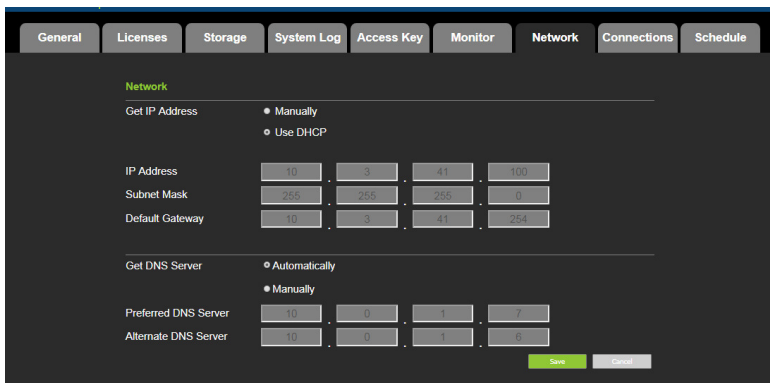 General Licenses Storage System Log Access Key Monitor Network Connections Schedule
Network
Get IP Address Manually
Use DHCP
IP Address 10 . 3 . 41 . 100
Subnet Mask 255 . 255 . 255 . 0
Default Gateway 10 . 3 . 41 . 254
Get DNS Server Automatically
Manually
Preferred DNS Server 10 . 0 . 1 . 7
Alternate DNS Server 10 . 0 . 1 . 6
Save Cancel